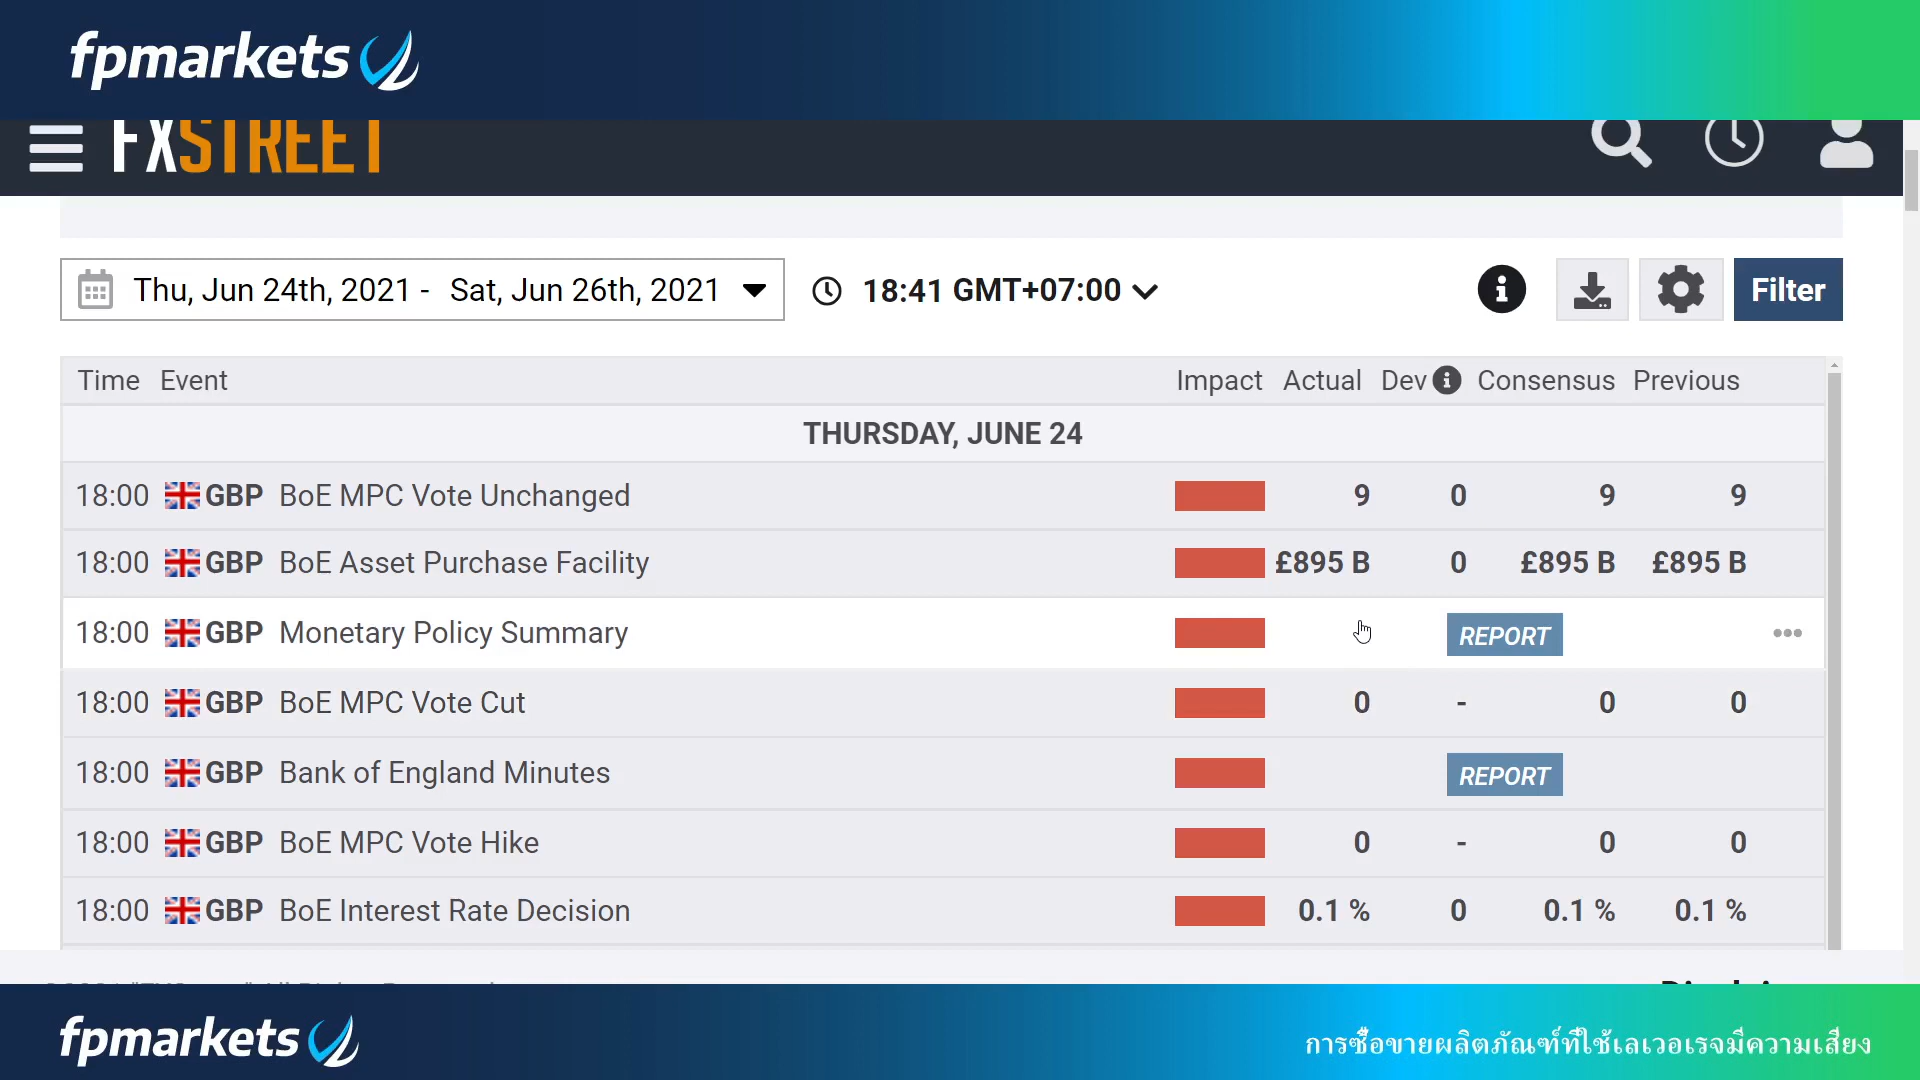 fpmarkets
FXSTREET
Thu, Jun 24th, 2021 - Sat, Jun 26th, 2021 18:41 GMT+07:00 Filter
Time Event Impact Actual Dev Consensus Previous
THURSDAY, JUNE 24
18:00 GBP BoE MPC Vote Unchanged 9 0 9 9
18:00 GBP BoE Asset Purchase Facility £895 B 0 £895 B £895 B
18:00 GBP Monetary Policy Summary REPORT
18:00 GBP BoE MPC Vote Cut 0 - 0 0
18:00 GBP Bank of England Minutes REPORT
18:00 GBP BoE MPC Vote Hike 0 - 0 0
18:00 GBP BoE Interest Rate Decision 0.1 % 0 0.1 % 0.1 %
fpmarkets
การซื้อขายผลิตภัณฑ์ที่ใช้เลเวอเรจมีความเสี่ยง